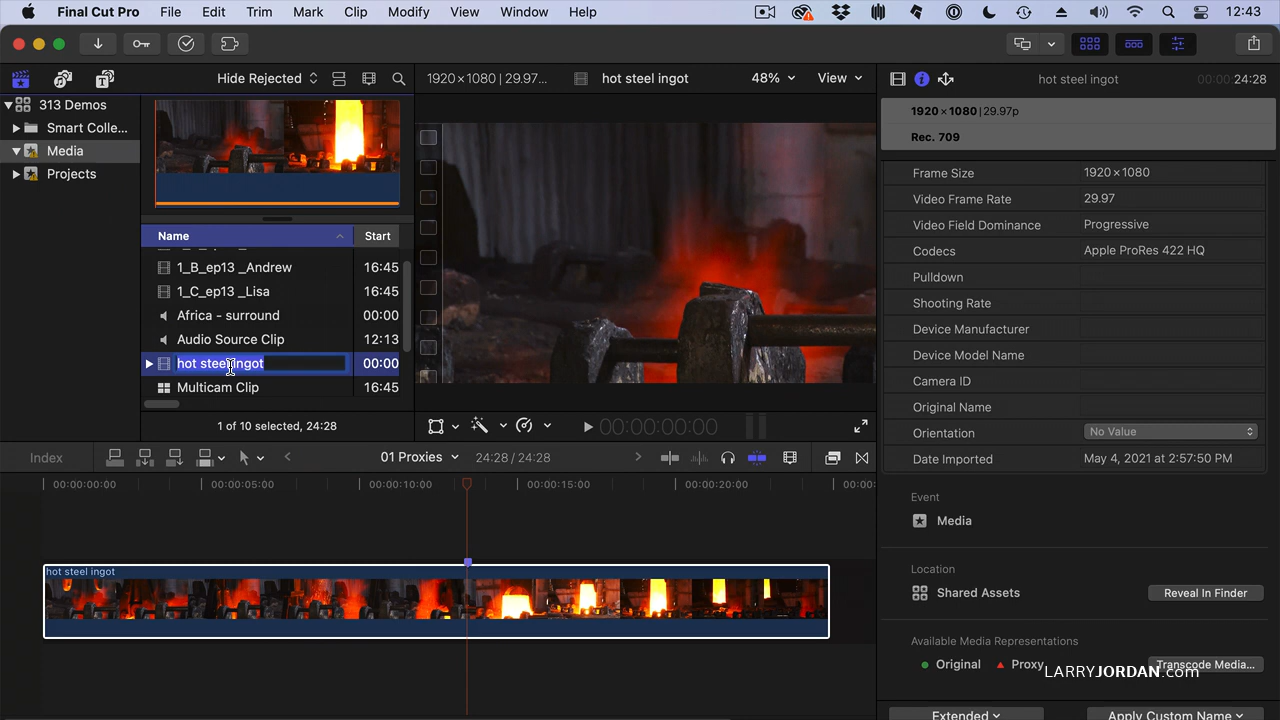 Final Cut Pro File Edit Trim Mark Clip Modify View Window Help 12:43
Hide Rejected
1920×1080 | 29.97...
hot steel ingot
48%
View
hot steel ingot
00:00 24:28
313 Demos
Smart Colle...
Media
Projects
1920 × 1080 | 29.97p
Rec. 709
Name Start
1_B_ep13 _Andrew 16:45
1_C_ep13 _Lisa 16:45
Africa - surround 00:00
Audio Source Clip 12:13
hot steel ingot 00:00
Multicam Clip 16:45
1 of 10 selected, 24:28
00:00:00:00
Frame Size 1920×1080
Video Frame Rate 29.97
Video Field Dominance Progressive
Codecs Apple ProRes 422 HQ
Pulldown
Shooting Rate
Device Manufacturer
Device Model Name
Camera ID
Original Name
Orientation No Value
Date Imported May 4, 2021 at 2:57:50 PM
Event
Media
Location
Shared Assets Reveal In Finder
Available Media Representations
Original Proxy Transcode Media...
LARRYJORDAN.com
Extended Apply Custom Name
Index
01 Proxies
24:28 / 24:28
00:00:00:00 00:00:05:00 00:00:10:00 00:00:15:00 00:00:20:00 00:00:
hot steel ingot